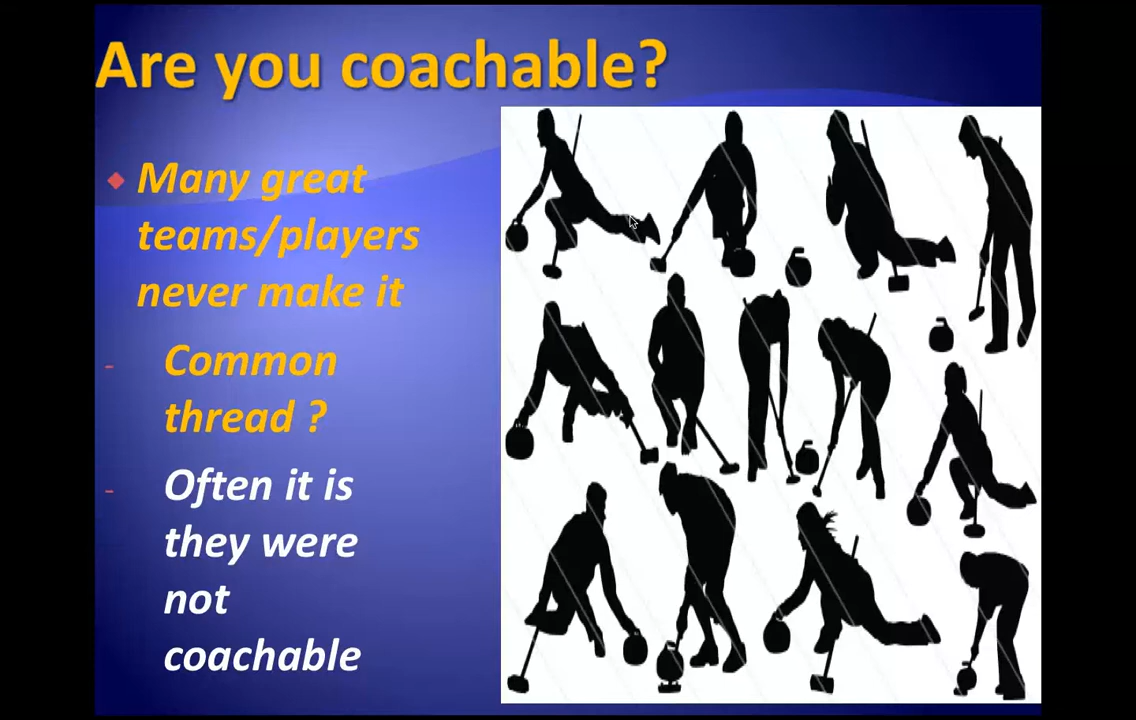 Are you coachable?
Many great
teams/players
never make it
- Common
thread ?
- Often it is
they were
not
coachable